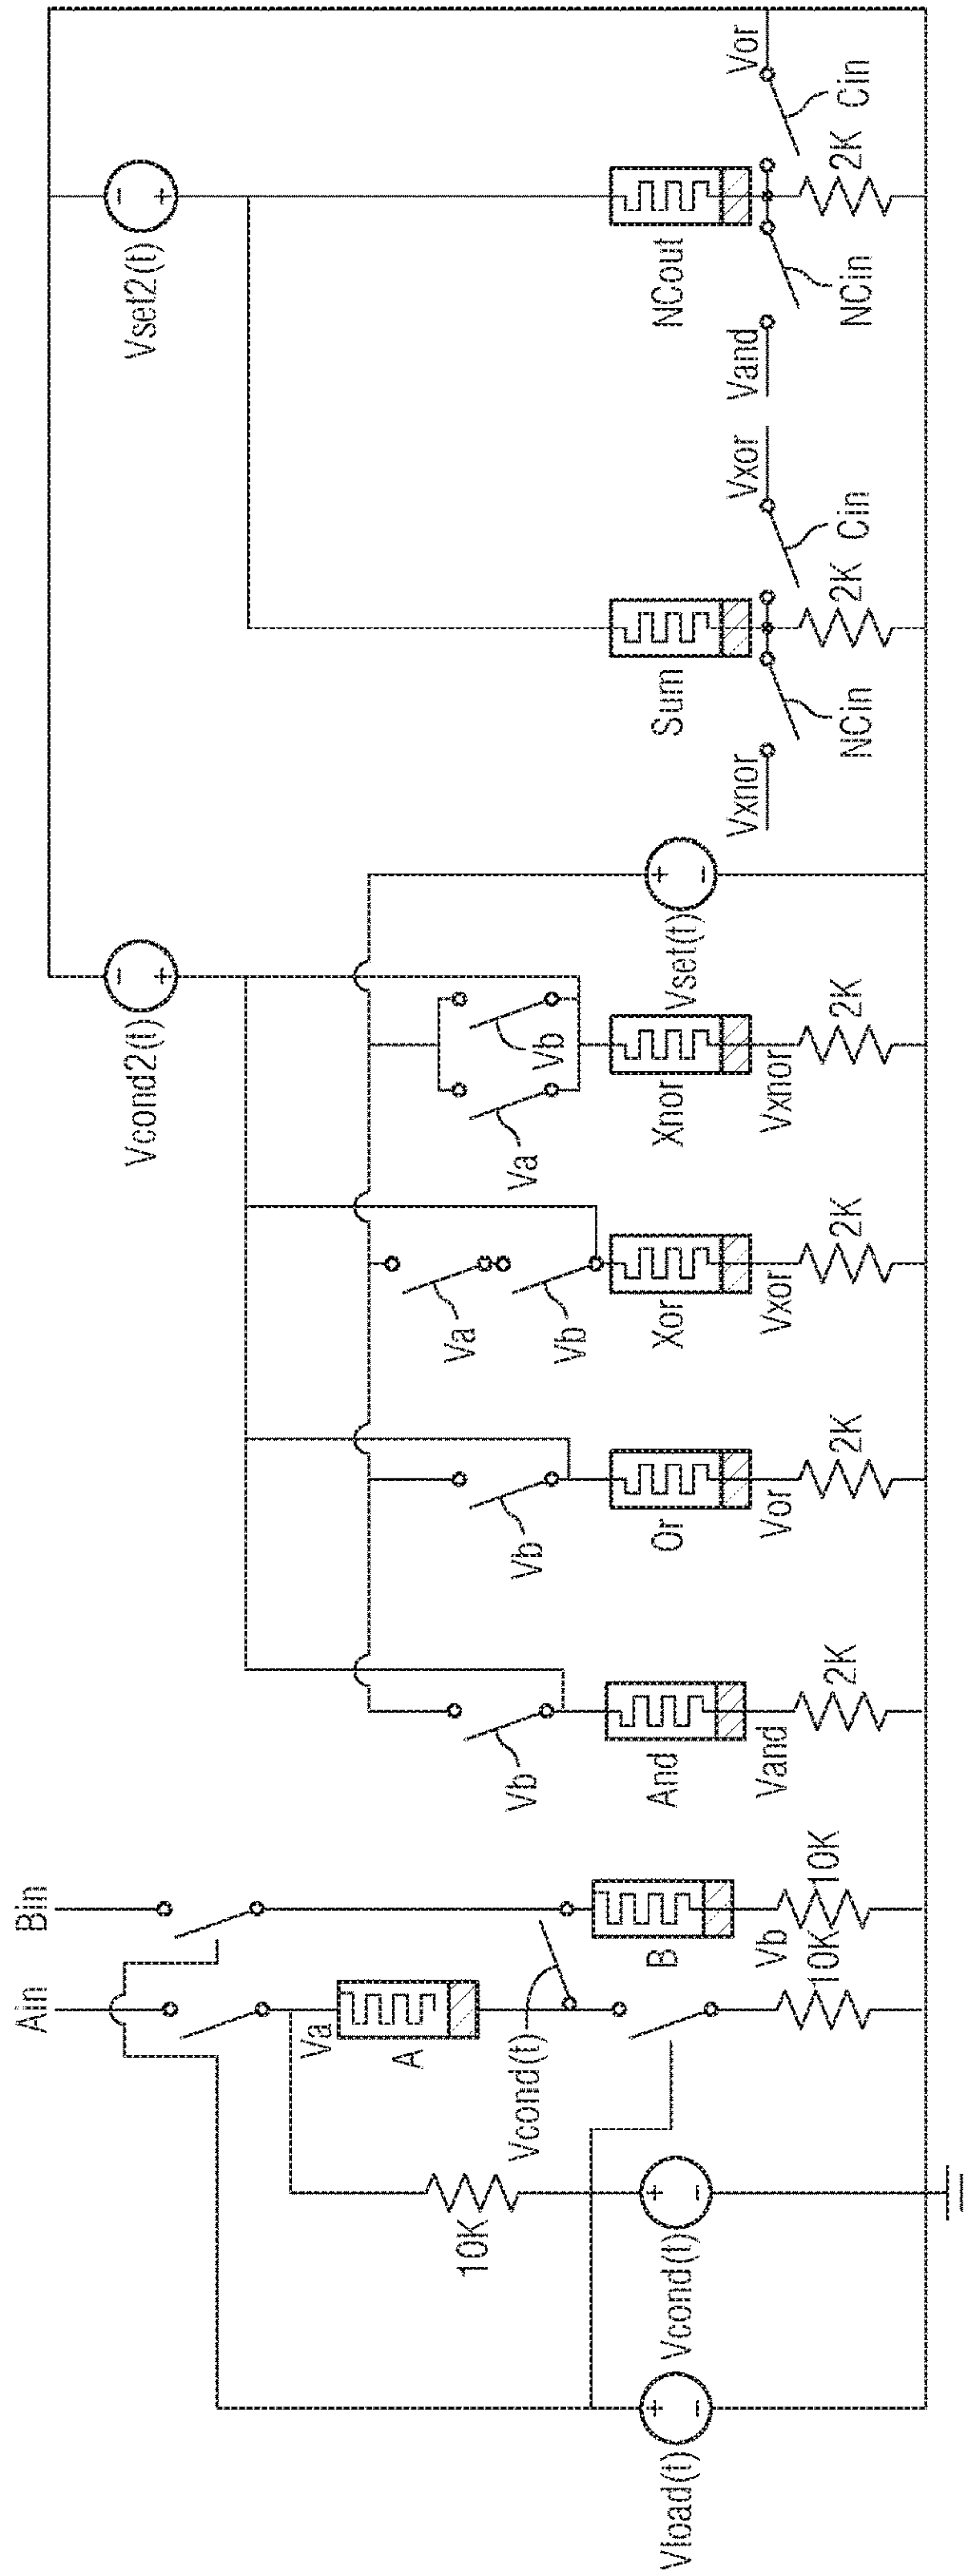 Vload(t)
Vcond(t)
10K
Ain
Bin
Va
A
Vcond(t)
B
Vb
10K
10K
Vb
And
Vand
2K
Vb
Or
Vor
2K
Va
Vb
Xor
Vxor
2K
Vcond2(t)
Va
Vb
Xnor
Vxnor
2K
Vset(t)
Vxnor
NCin
Sum
2K
Cin
Vxor
Vset2(t)
Vand
NCin
NCout
2K
Cin
Vor